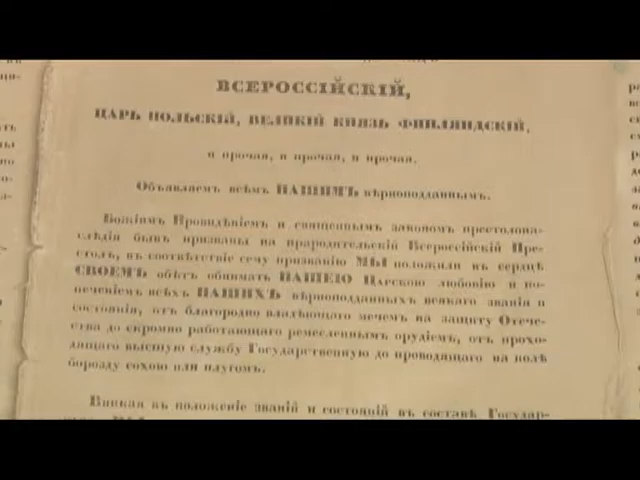 ВСЕРОССІЙСКІЙ,
ЦАРЬ ПОЛЬСКІЙ, ВЕЛИКІЙ КНЯЗЬ ФИНЛЯНДСКІЙ,
и прочая, и прочая, и прочая.
Объявляемъ всѣмъ НАШИМЪ вѣрноподданнымъ.
Божіимъ Провидѣніемъ и священнымъ закономъ престолона-
слѣдія бывъ призваны на прародительскій Всероссійскій Пре-
столъ, въ соотвѣтствіе сему призванію МЫ положили въ сердцѣ
СВОЕМЪ обѣтъ обнимать НАШЕЮ Царскою любовію и по-
печеніемъ всѣхъ НАШИХЪ вѣрноподданныхъ всякаго званія и
состоянія, отъ благородно владѣющаго мечемъ на защиту Отече-
ства до скромно работающаго ремесленнымъ орудіемъ, отъ прохо-
дящаго высшую службу Государственную до проводящаго на полѣ
борозду сохою или плугомъ.
Вникая въ положеніе званій и состояній въ составѣ Государ-